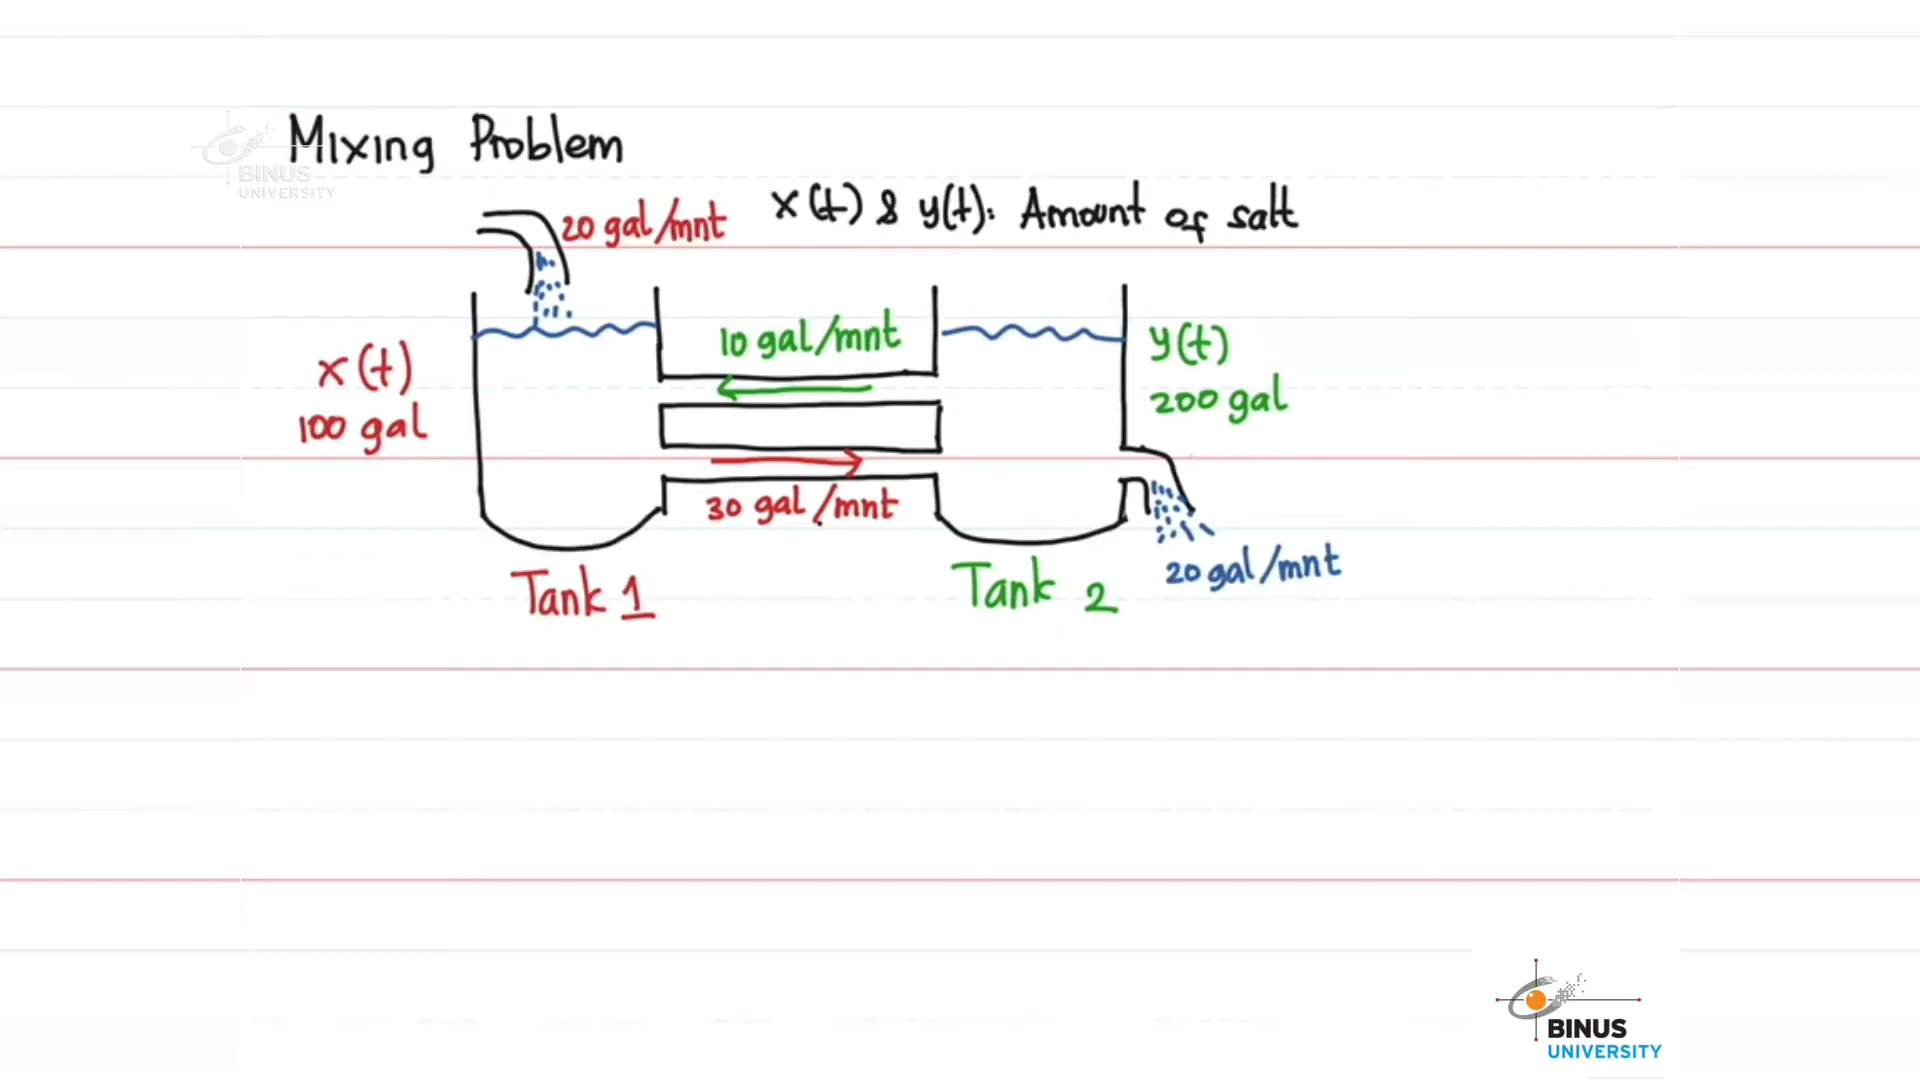 Mixing Problem
BINUS
UNIVERSITY
x(t) & y(t): Amount of salt
20 gal/mnt
10 gal/mnt
x(t)
100 gal
y(t)
200 gal
30 gal/mnt
20 gal/mnt
Tank 1
Tank 2
BINUS
UNIVERSITY